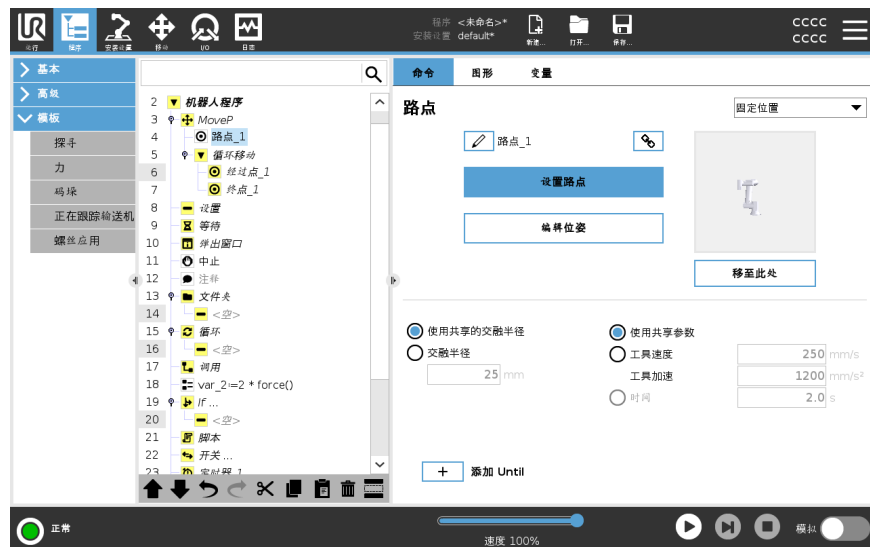 程序 <未命名>*
安装设置 default*
新建...
打开...
保存...
CCCC
CCCC
运行
程序
安装设置
移动
I/O
日志
基本
高级
模板
探寻
力
码垛
正在跟踪输送机
螺丝应用
2 机器人程序
3 MoveP
4 路点_1
5 循环移动
6 经过点_1
7 终点_1
8 设置
9 等待
10 弹出窗口
11 中止
12 注释
13 文件夹
14 <空>
15 循环
16 <空>
17 调用
18 var_2:=2 * force()
19 If ...
20 <空>
21 脚本
22 开关 ...
23 定时器_1
命令
图形
变量
路点
固定位置
路点_1
设置路点
编辑位姿
移至此处
使用共享的交融半径
交融半径
25 mm
使用共享参数
工具速度 250 mm/s
工具加速 1200 mm/s²
时间 2.0 s
+ 添加 Until
正常
速度 100%
模拟